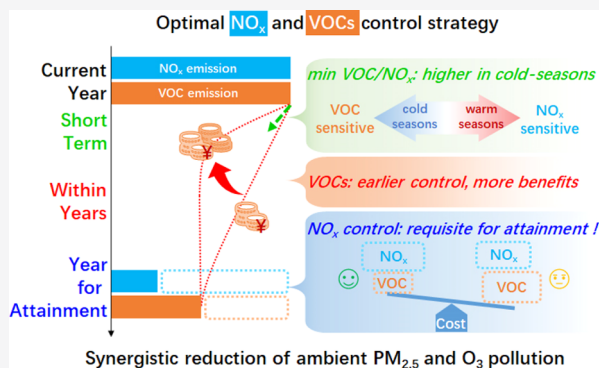 Optimal NOx and VOCs control strategy
Current
Year
NOx emission
VOC emission
Short
Term
Within
Years
Year
for
Attainment
¥
¥
min VOC/NOx: higher in cold-seasons
VOC
sensitive
cold
seasons
warm
seasons
NOx
sensitive
VOCs: earlier control, more benefits
NOx control: requisite for attainment !
NOx
VOC
NOx
VOC
Cost
Synergistic reduction of ambient PM2.5 and O3 pollution